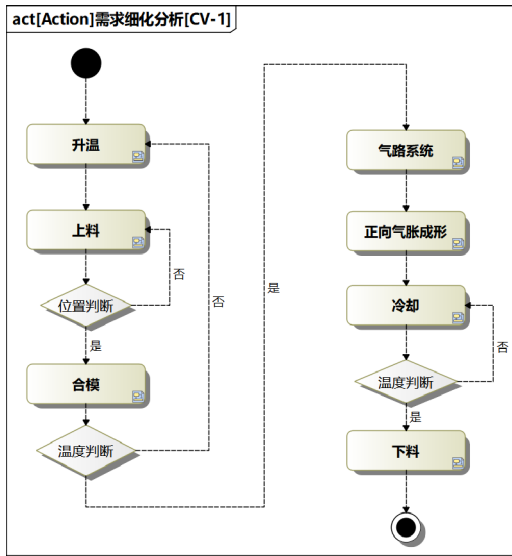 act[Action]需求细化分析[CV-1]
升温
上料
否
位置判断
是
合模
温度判断
否
是
气路系统
正向气胀成形
冷却
否
温度判断
是
下料